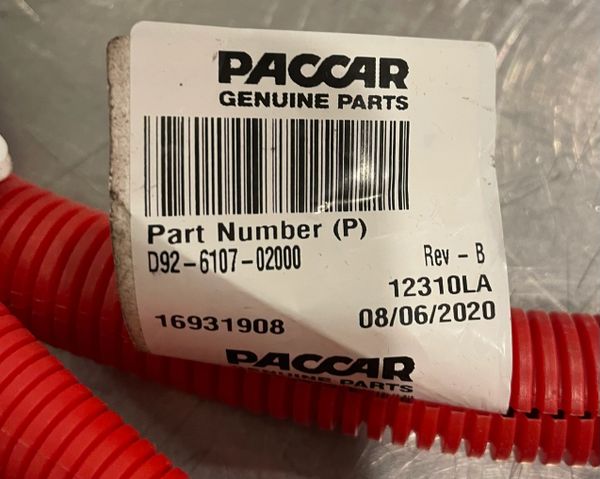 PACCAR
GENUINE PARTS
Part Number (P)
D92-6107-02000
Rev - B
12310LA
16931908
08/06/2020
PACCAR
GENUINE PARTS